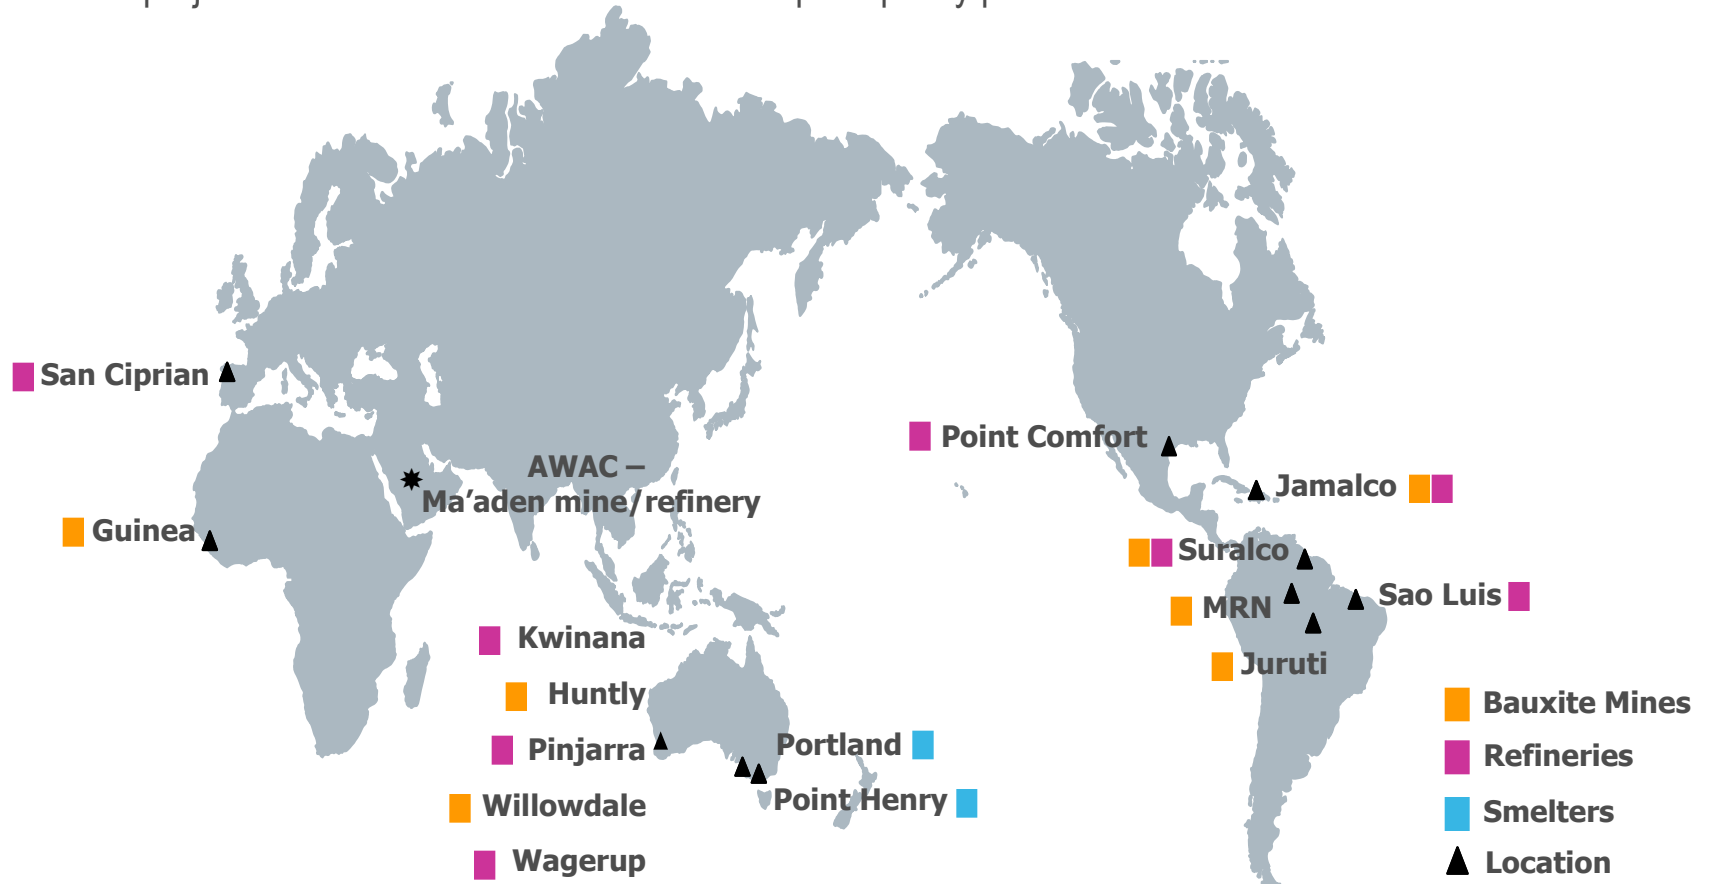 San Ciprian
Point Comfort
AWAC –
Ma’aden mine/refinery
Jamalco
Guinea
Suralco
Sao Luis
MRN
Kwinana
Juruti
Huntly
Bauxite Mines
Pinjarra
Portland
Refineries
Willowdale
Point Henry
Smelters
Wagerup
Location